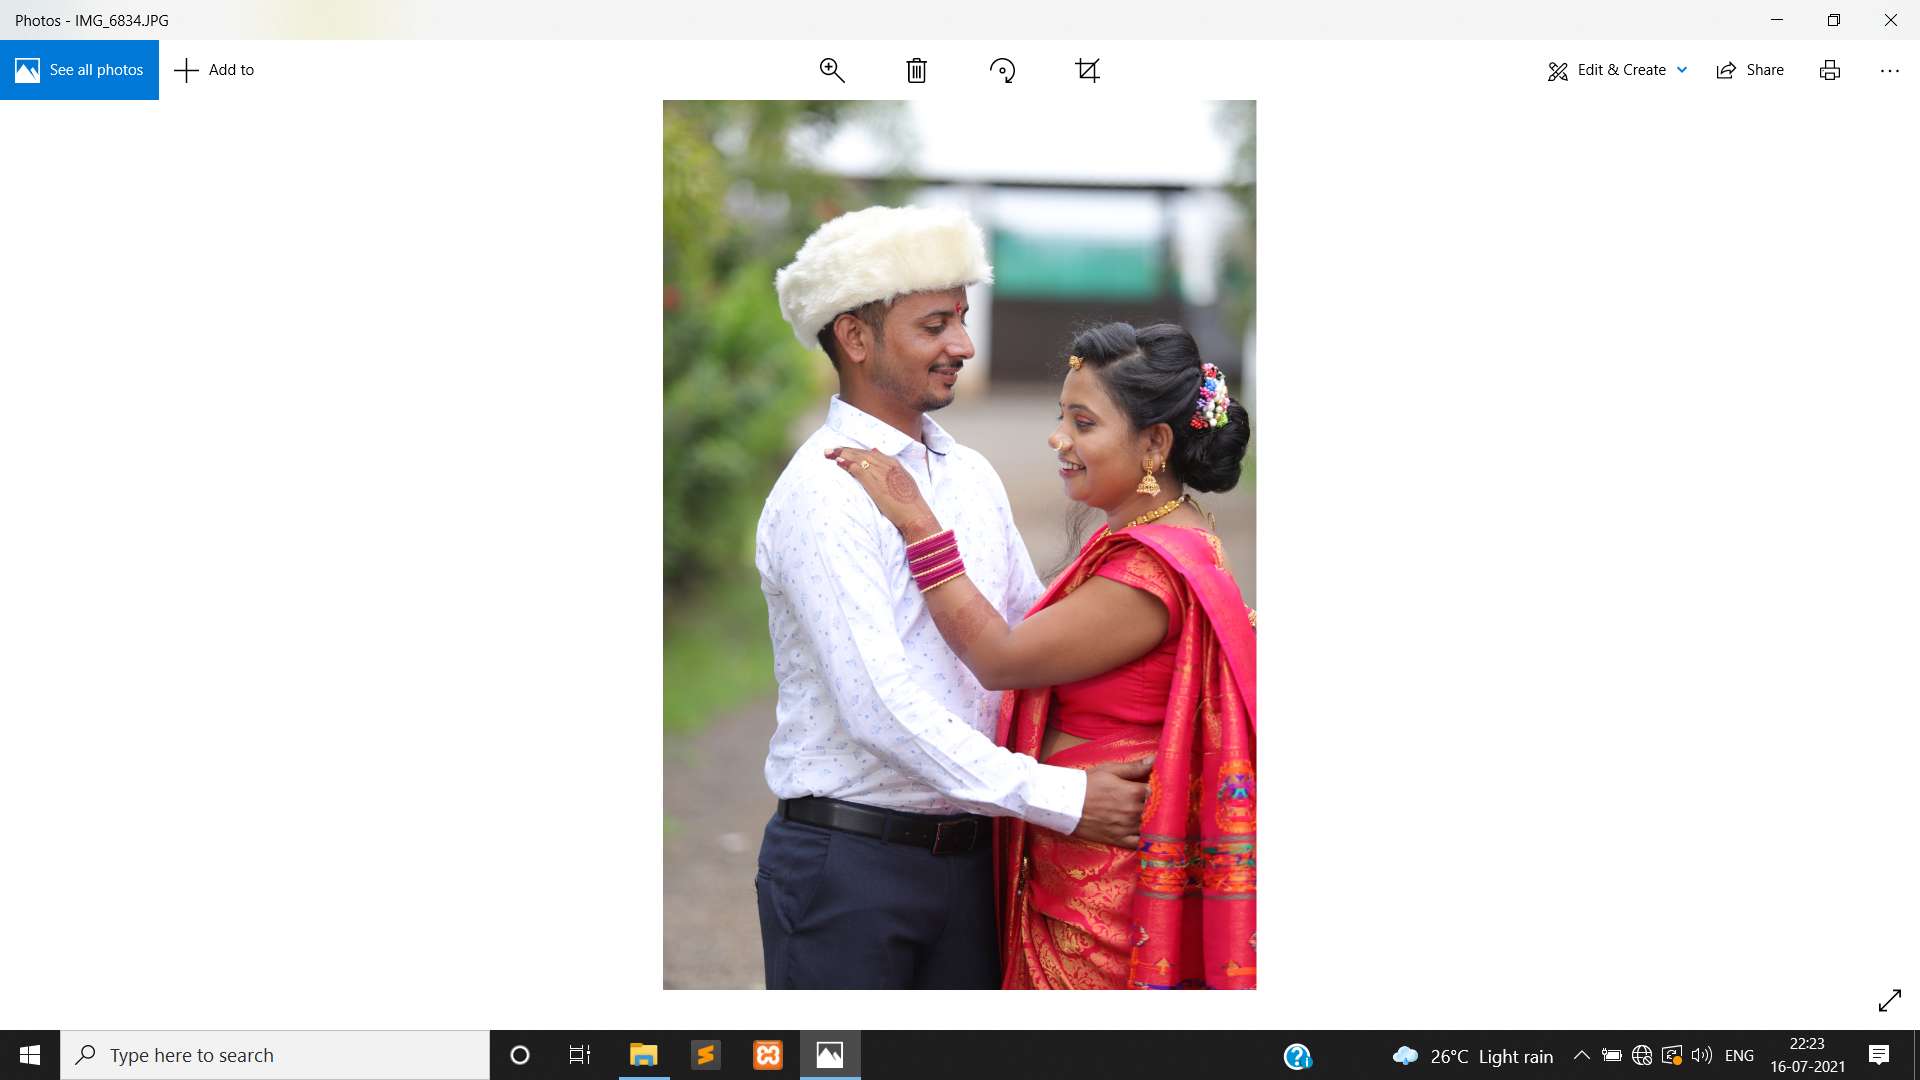 Photos - IMG_6834.JPG
See all photos
Add to
Edit & Create
Share
Type here to search
26°C Light rain
ENG
22:23
16-07-2021